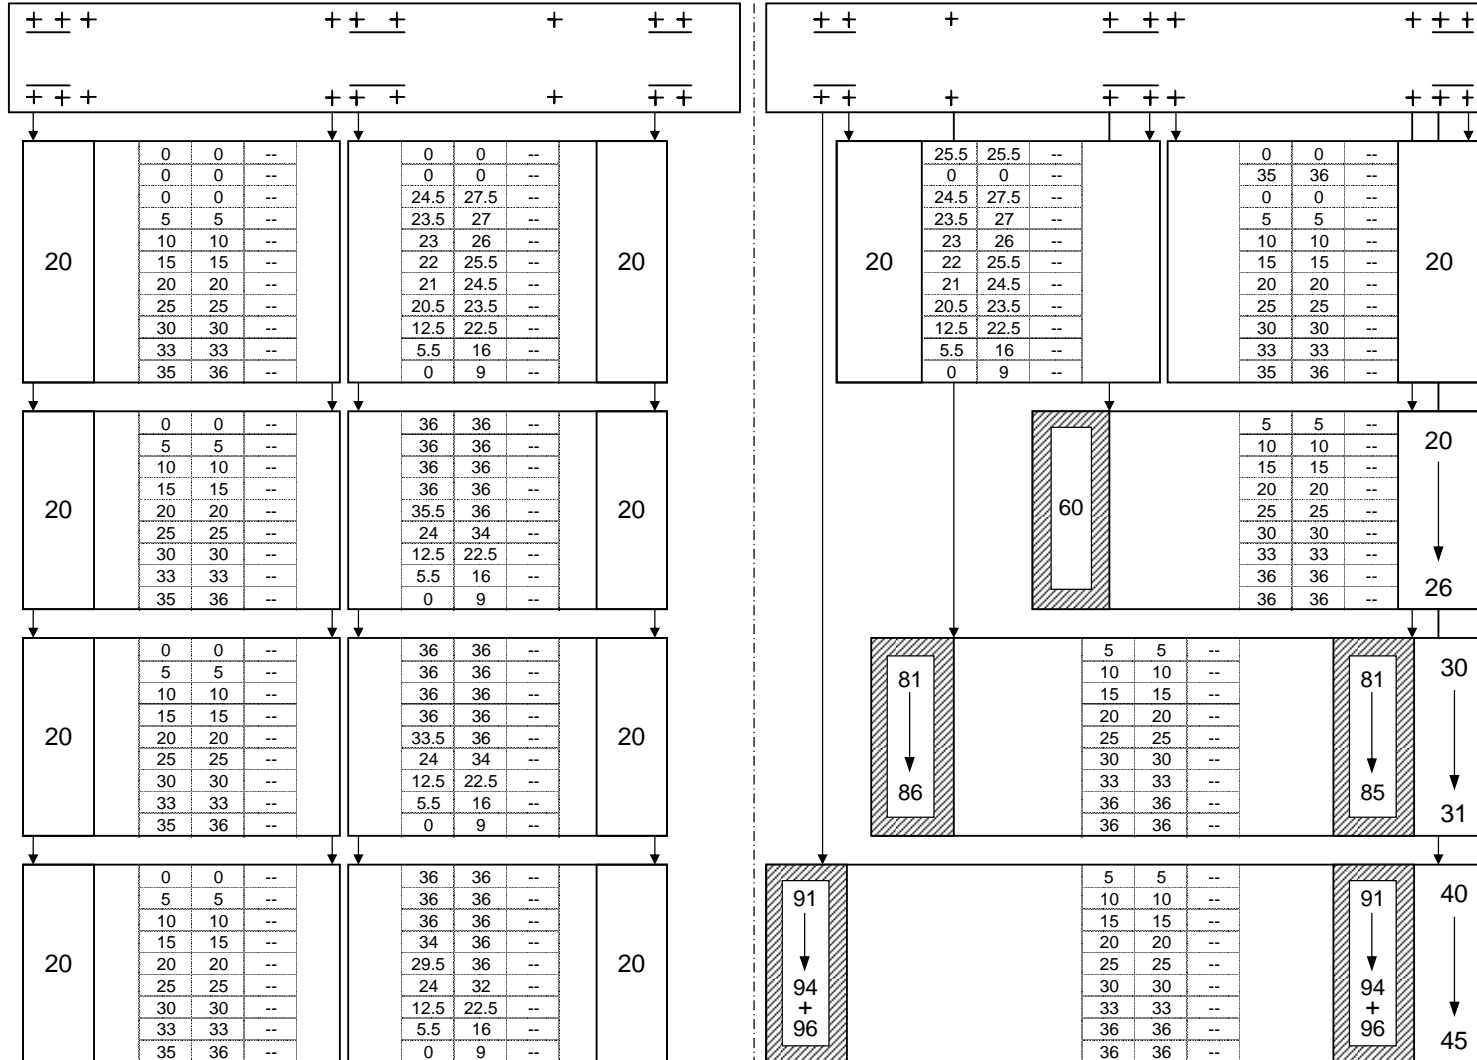 + + + + + + + + +
+ + + + + + + + +
20
0 0 --
0 0 --
0 0 --
5 5 --
10 10 --
15 15 --
20 20 --
25 25 --
30 30 --
33 33 --
35 36 --
0 0 --
0 0 --
24.5 27.5 --
23.5 27 --
23 26 --
22 25.5 --
21 24.5 --
20.5 23.5 --
12.5 22.5 --
5.5 16 --
0 9 --
20
20
0 0 --
5 5 --
10 10 --
15 15 --
20 20 --
25 25 --
30 30 --
33 33 --
35 36 --
36 36 --
36 36 --
36 36 --
36 36 --
35.5 36 --
24 34 --
12.5 22.5 --
5.5 16 --
0 9 --
20
20
0 0 --
5 5 --
10 10 --
15 15 --
20 20 --
25 25 --
30 30 --
33 33 --
35 36 --
36 36 --
36 36 --
36 36 --
36 36 --
33.5 36 --
24 34 --
12.5 22.5 --
5.5 16 --
0 9 --
20
20
0 0 --
5 5 --
10 10 --
15 15 --
20 20 --
25 25 --
30 30 --
33 33 --
35 36 --
36 36 --
36 36 --
36 36 --
34 36 --
29.5 36 --
24 32 --
12.5 22.5 --
5.5 16 --
0 9 --
20
+ + + + + + + + +
+ + + + + + + + +
20
25.5 25.5 --
0 0 --
24.5 27.5 --
23.5 27 --
23 26 --
22 25.5 --
21 24.5 --
20.5 23.5 --
12.5 22.5 --
5.5 16 --
0 9 --
0 0 --
35 36 --
0 0 --
5 5 --
10 10 --
15 15 --
20 20 --
25 25 --
30 30 --
33 33 --
35 36 --
20
60
5 5 --
10 10 --
15 15 --
20 20 --
25 25 --
30 30 --
33 33 --
36 36 --
36 36 --
20
26
81
86
5 5 --
10 10 --
15 15 --
20 20 --
25 25 --
30 30 --
33 33 --
36 36 --
36 36 --
81
85
30
31
91
94
+
96
5 5 --
10 10 --
15 15 --
20 20 --
25 25 --
30 30 --
33 33 --
36 36 --
36 36 --
91
94
+
96
40
45